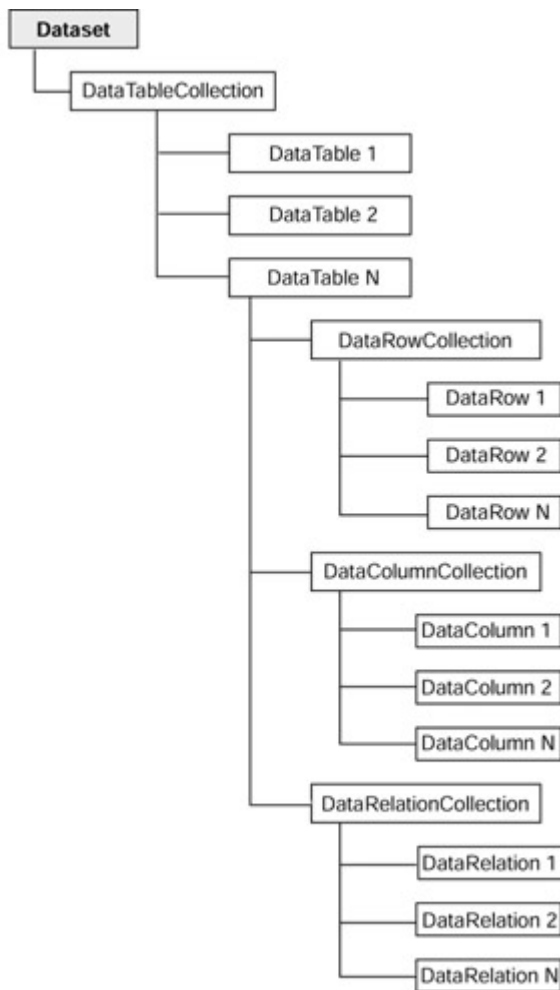 Dataset
DataTableCollection
DataTable 1
DataTable 2
DataTable N
DataRowCollection
DataRow 1
DataRow 2
DataRow N
DataColumnCollection
DataColumn 1
DataColumn 2
DataColumn N
DataRelationCollection
DataRelation 1
DataRelation 2
DataRelation N